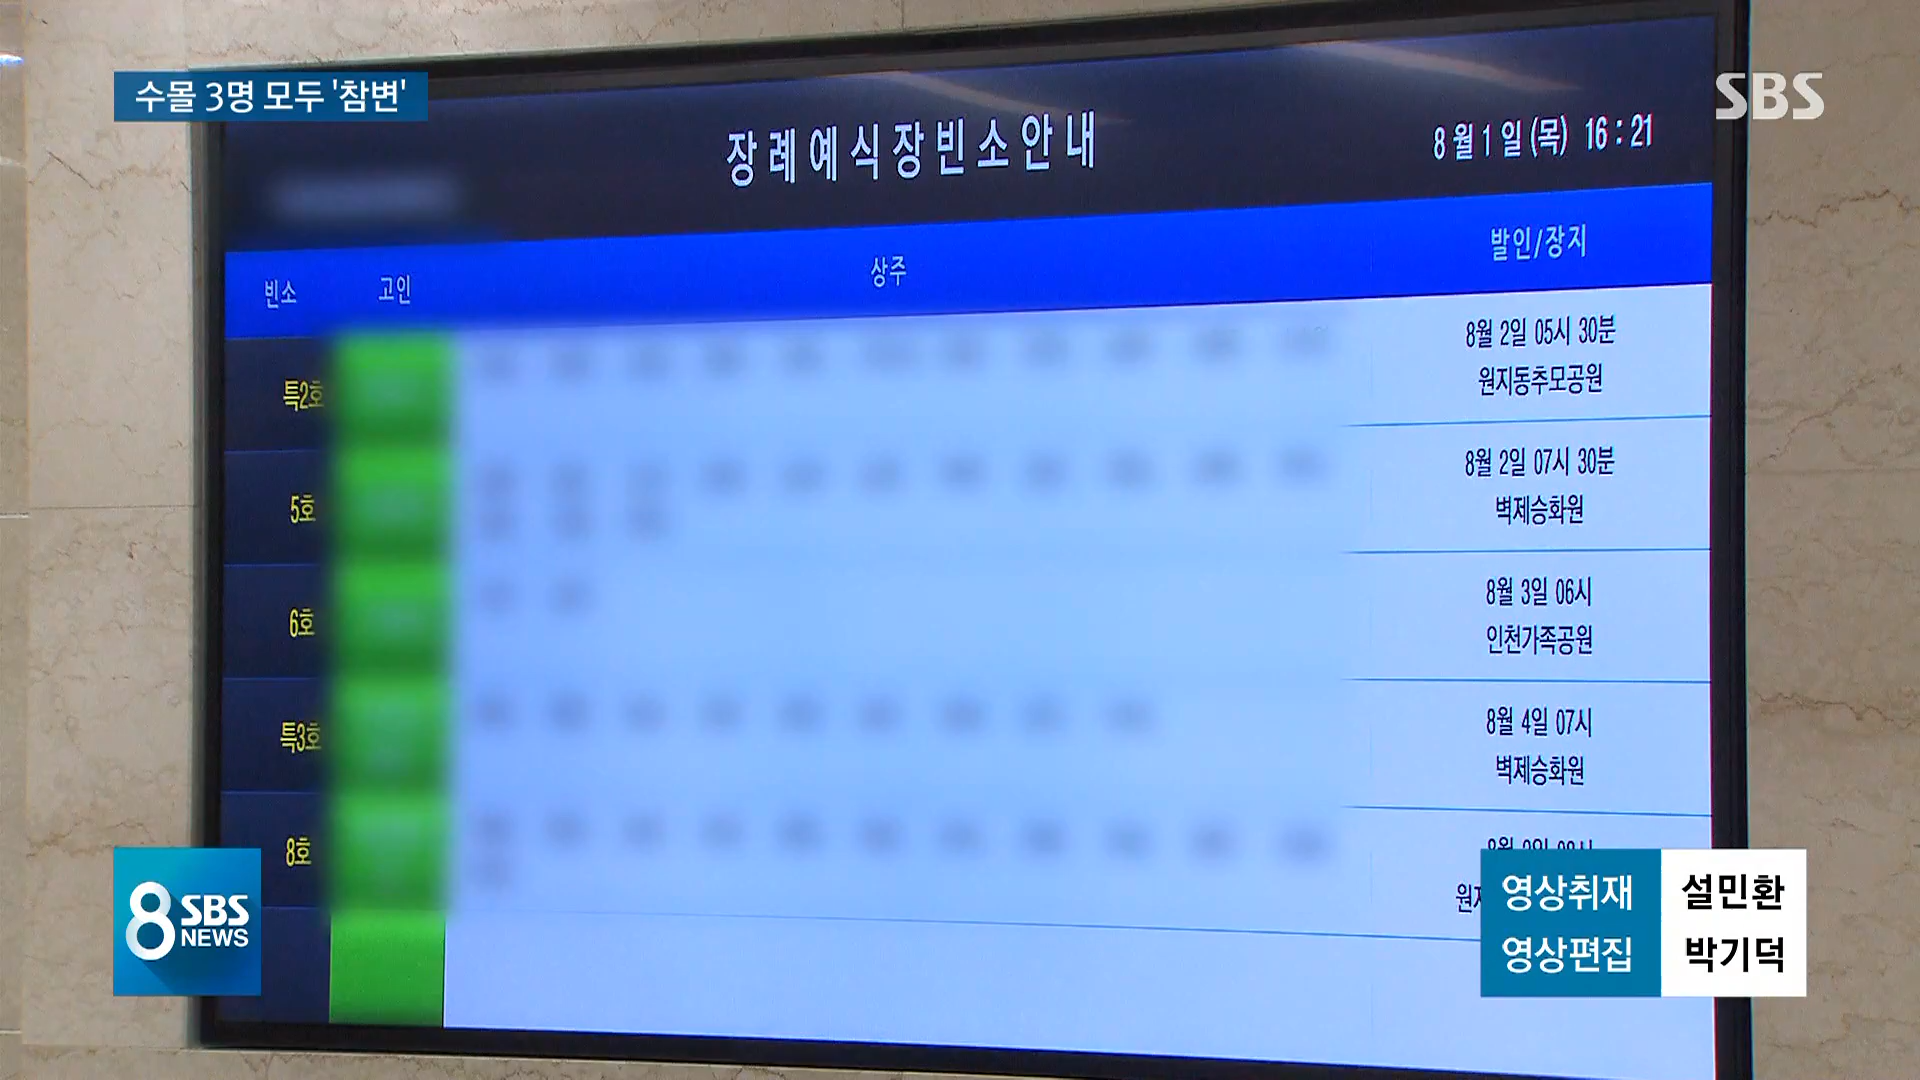 수몰 3명 모두 '참변'
SBS
장례예식장빈소안내
8월 1일 (목) 16:21
빈소 고인 상주 발인/장지
특2호
8월 2일 05시 30분
원지동추모공원
5호
8월 2일 07시 30분
벽제승화원
6호
8월 3일 06시
인천가족공원
특3호
8월 4일 07시
벽제승화원
8호
8 SBS NEWS
영상취재 설민환
영상편집 박기덕